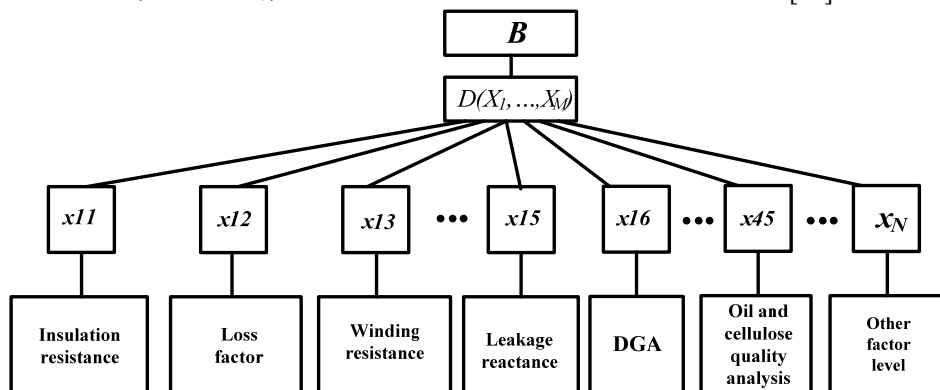 B
D(X1,...,XM)
x11 x12 x13 ••• x15 x16 ••• x45 ••• xN
Insulation
resistance
Loss
factor
Winding
resistance
Leakage
reactance
DGA
Oil and
cellulose
quality
analysis
Other
factor
level